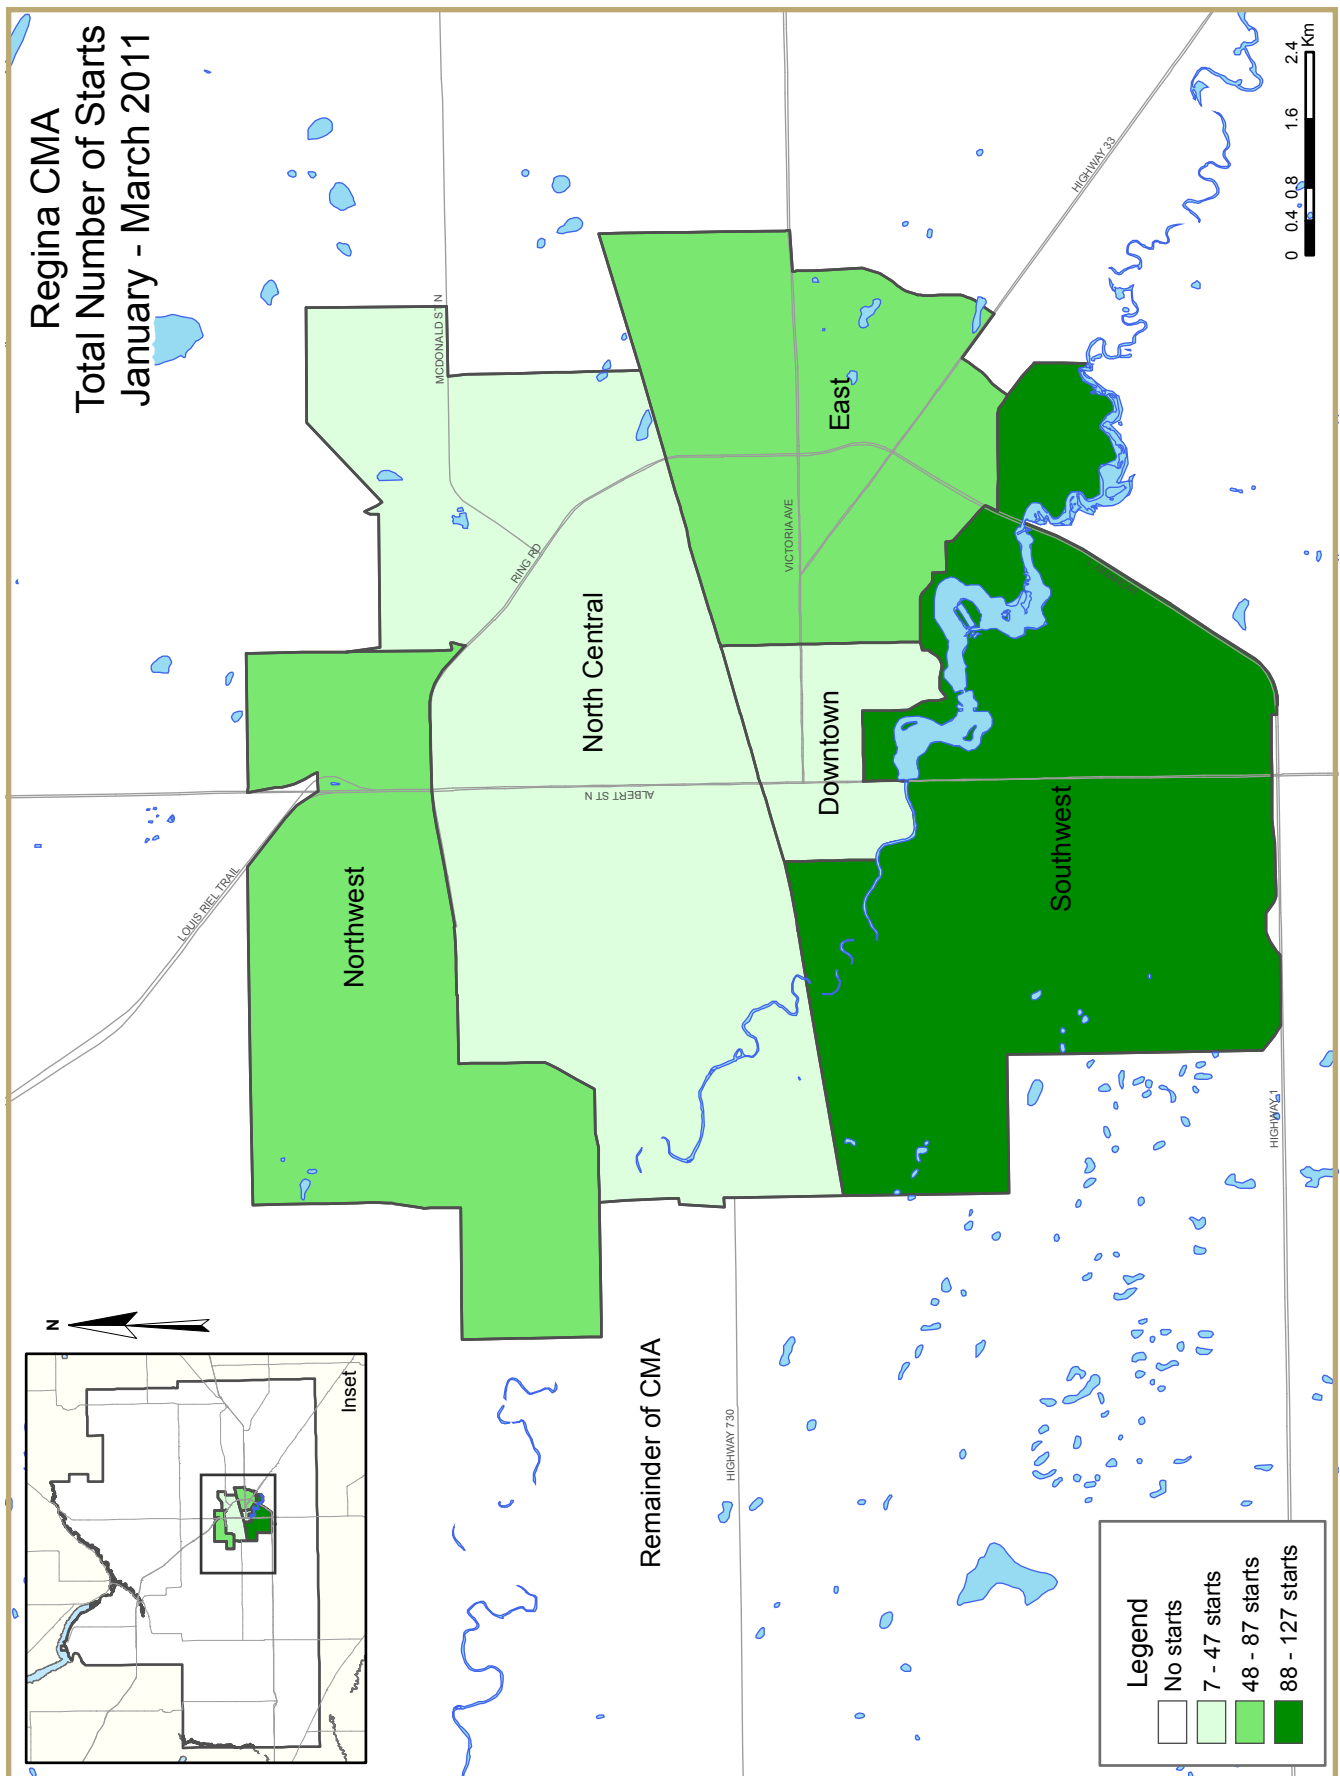 Regina CMA
Total Number of Starts
January - March 2011
N
Inset
LOUIS RIEL TRAIL
MCDONALD ST N
Northwest
RING RD
North Central
ALBERT ST N
Remainder of CMA
HIGHWAY 730
VICTORIA AVE
Downtown
East
Southwest
HIGHWAY 33
HIGHWAY 1
Legend
No starts
7 - 47 starts
48 - 87 starts
88 - 127 starts
0 0.4 0.8 1.6 2.4
Km